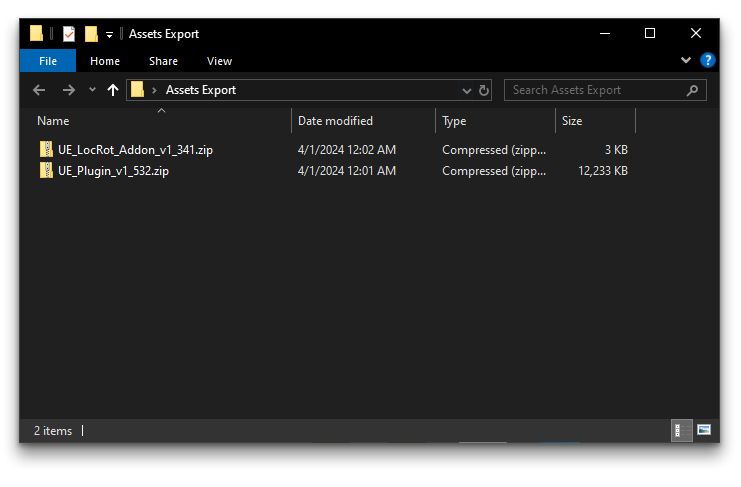 Assets Export
File Home Share View
Assets Export Search Assets Export
Name Date modified Type Size
UE_LocRot_Addon_v1_341.zip 4/1/2024 12:02 AM Compressed (zipp... 3 KB
UE_Plugin_v1_532.zip 4/1/2024 12:01 AM Compressed (zipp... 12,233 KB
2 items